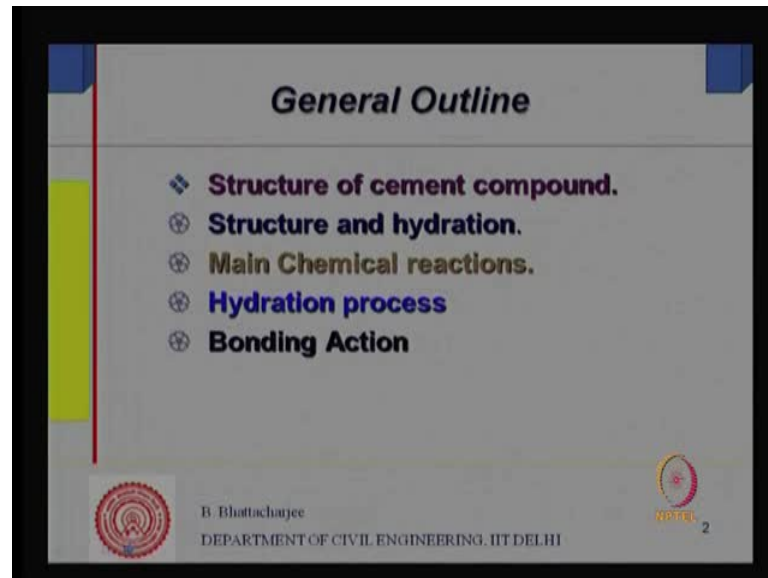 General Outline
Structure of cement compound.
Structure and hydration.
Main Chemical reactions.
Hydration process
Bonding Action
B. Bhattacharjee
DEPARTMENT OF CIVIL ENGINEERING, IIT DELHI
NPTEL
2